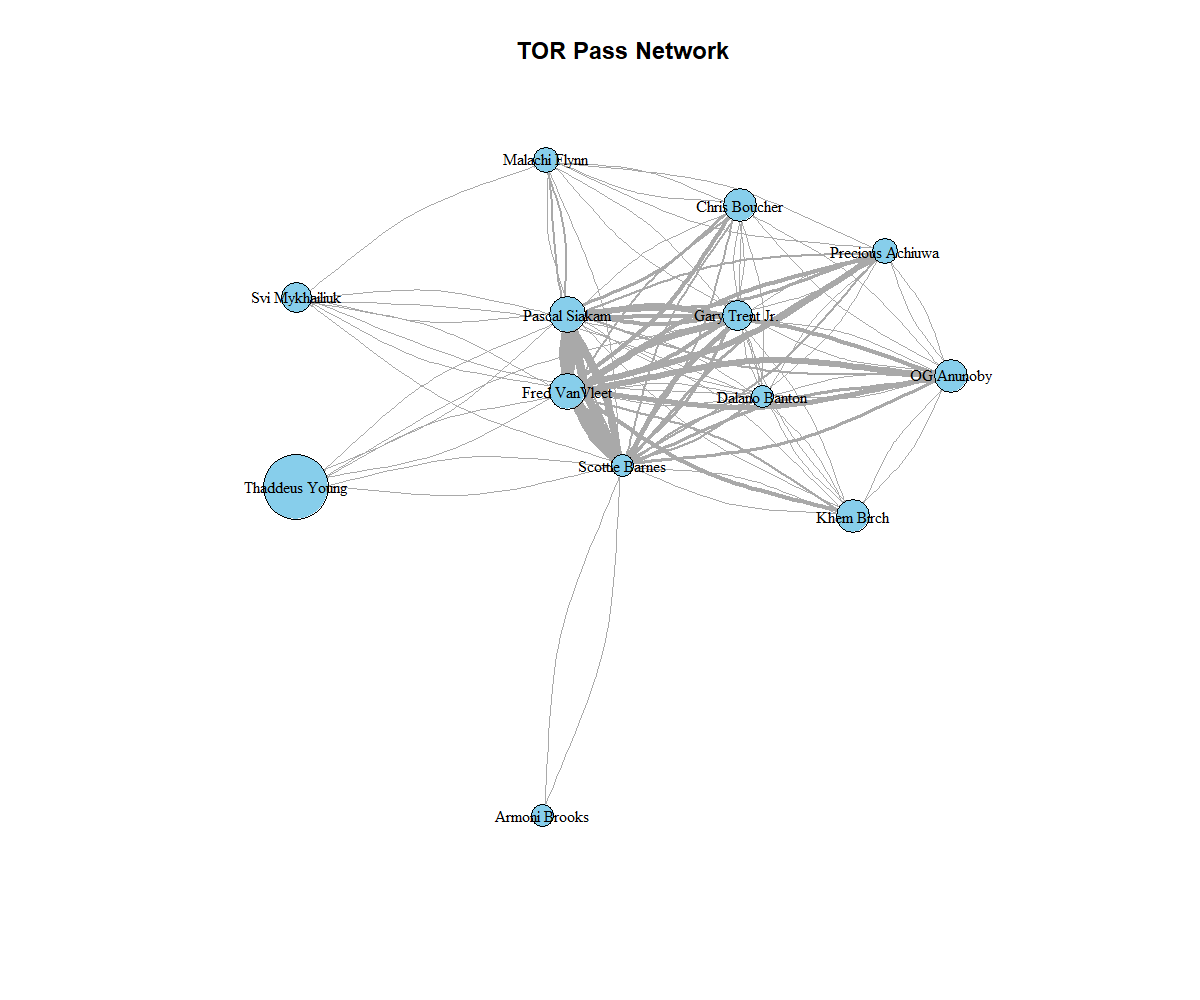 TOR Pass Network
Malachi Flynn
Chris Boucher
Precious Achiuwa
Svi Mykhailiuk
Pascal Siakam
Gary Trent Jr.
OG Anunoby
Fred VanVleet
Dalano Banton
Scottie Barnes
Thaddeus Young
Khem Birch
Armoni Brooks